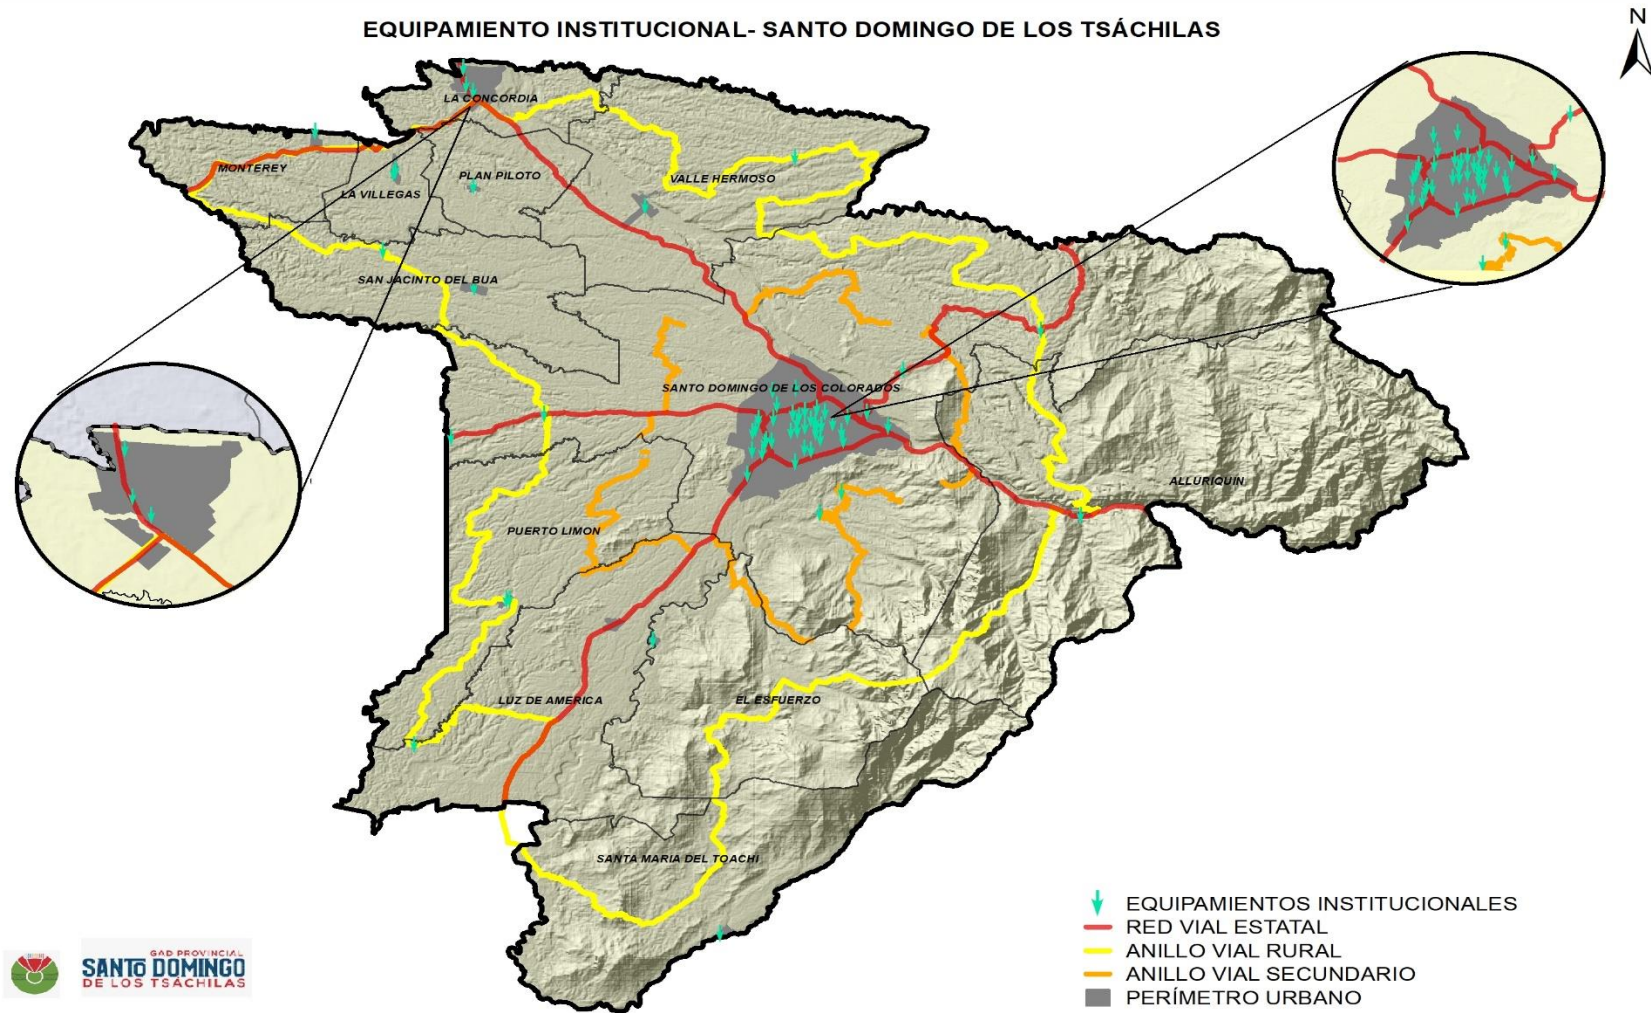 EQUIPAMIENTO INSTITUCIONAL- SANTO DOMINGO DE LOS TSÁCHILAS
N
LA CONCORDIA
MONTEREY
LA VILLEGAS
PLAN PILOTO
VALLE HERMOSO
SAN JACINTO DEL BUA
SANTO DOMINGO DE LOS COLORADOS
ALLURIQUIN
PUERTO LIMON
LUZ DE AMERICA
EL ESFUERZO
SANTA MARIA DEL TOACHI
EQUIPAMIENTOS INSTITUCIONALES
RED VIAL ESTATAL
ANILLO VIAL RURAL
ANILLO VIAL SECUNDARIO
PERÍMETRO URBANO
GAD PROVINCIAL
SANTO DOMINGO
DE LOS TSÁCHILAS